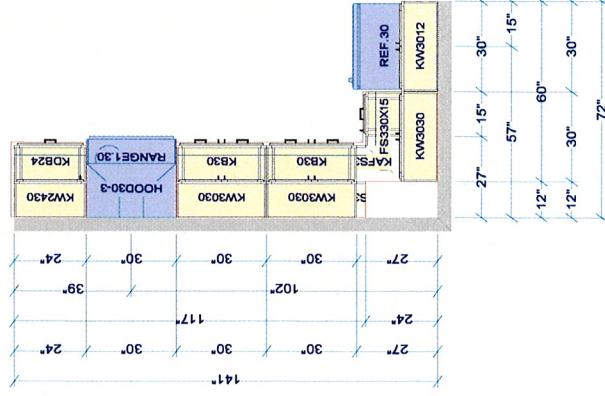 KW2430
KDB24
HOOD30-3
RANGE1.30
KW3030
KB30
KW3030
KB30
KAFS3
FS330X15
REF.30
KW3012
KW3030
24"
30"
30"
30"
27"
39"
102"
117"
24"
24"
30"
30"
30"
27"
141"
27"
15"
30"
57"
15"
12"
60"
12"
30"
30"
72"